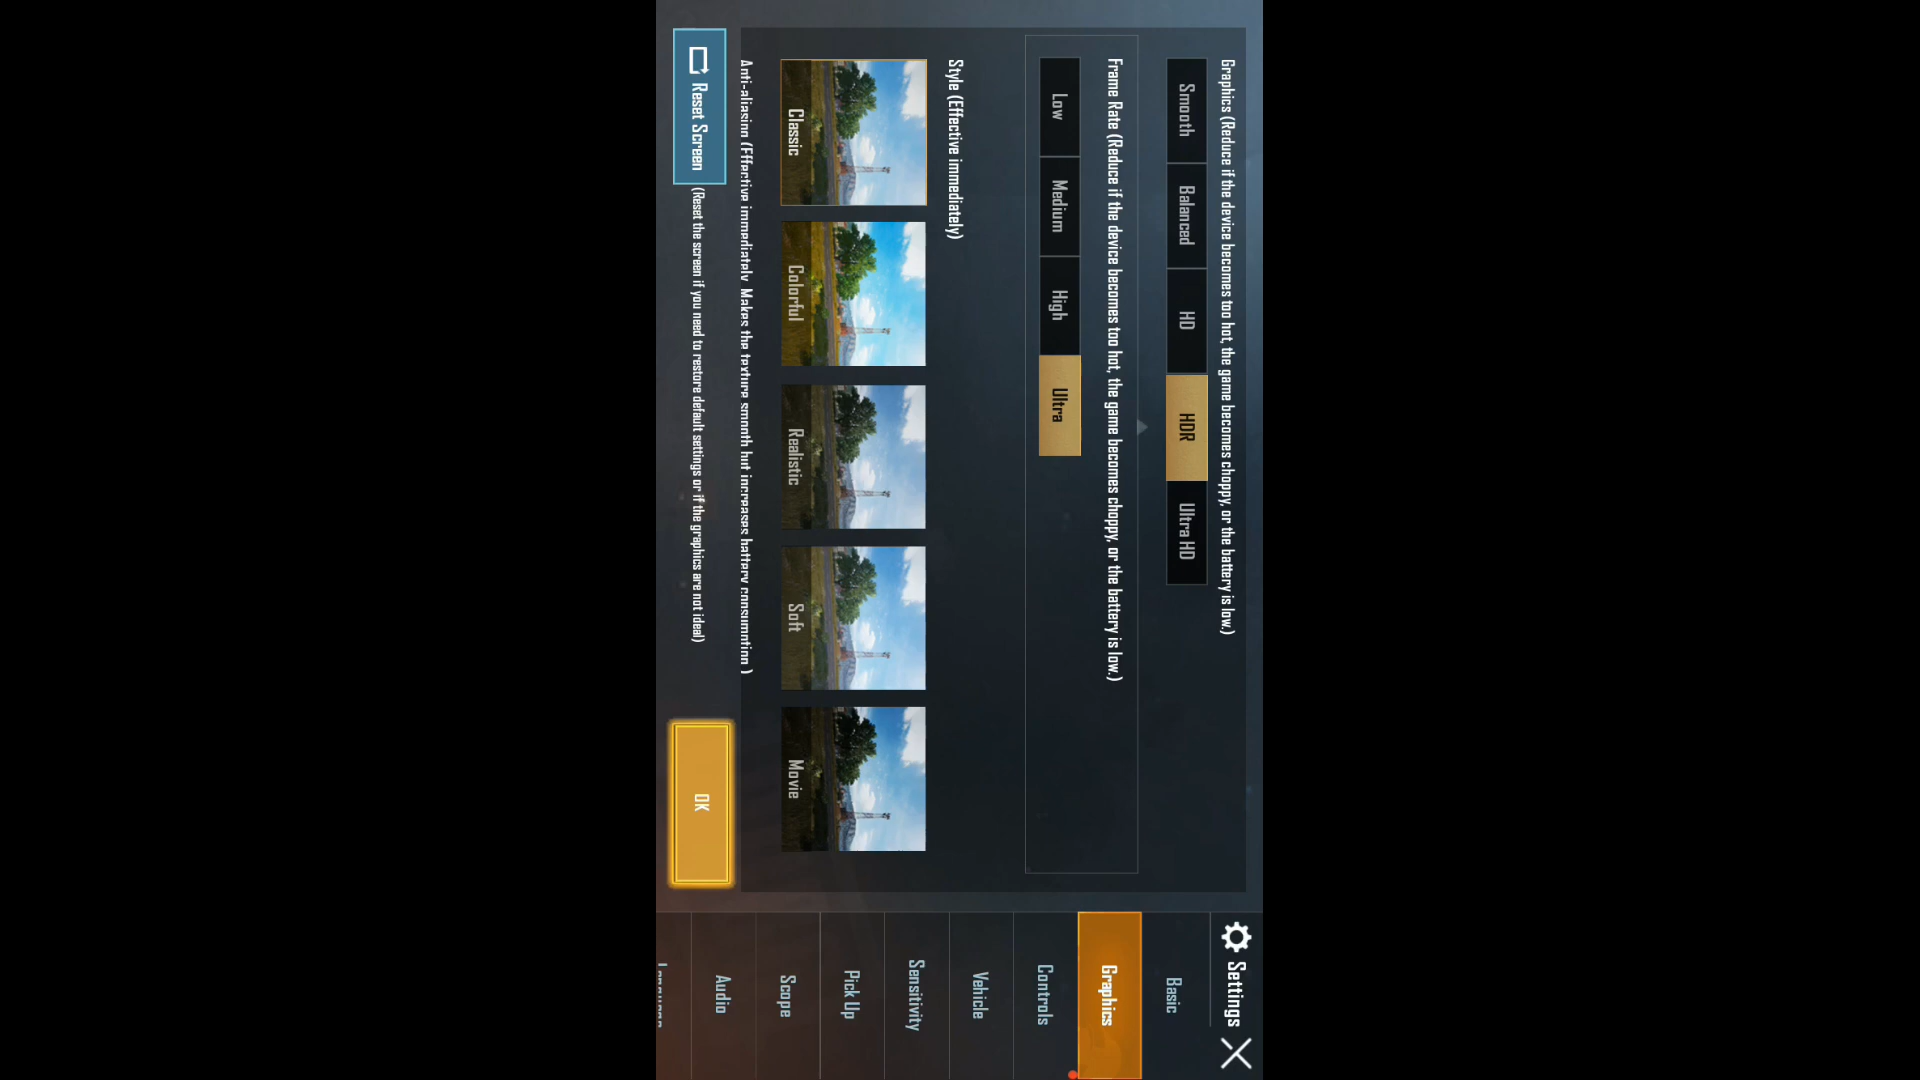 Graphics (Reduce if the device becomes too hot, the game becomes choppy, or the battery is low.)
Smooth
Balanced
HD
HDR
Ultra HD
Frame Rate (Reduce if the device becomes too hot, the game becomes choppy, or the battery is low.)
Low
Medium
High
Ultra
Style (Effective immediately)
Classic
Colorful
Realistic
Soft
Movie
Anti-aliasing (Effective immediately. Makes the texture smooth but increases battery consumption.)
Reset Screen
(Reset the screen if you need to restore default settings or if the graphics are not ideal)
OK
Settings
Basic
Graphics
Controls
Vehicle
Sensitivity
Pick Up
Scope
Audio